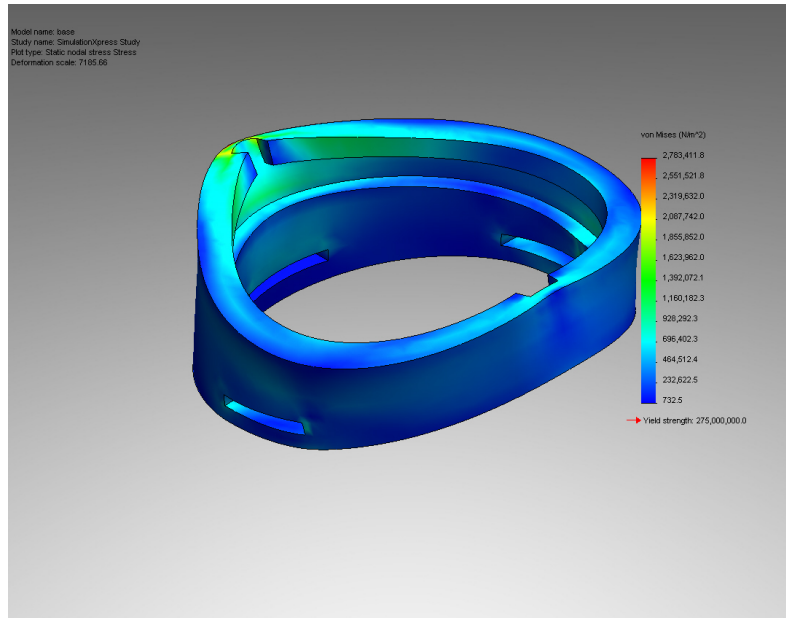 Model name: base
Study name: SimulationXpress Study
Plot type: Static nodal stress Stress
Deformation scale: 7185.66
von Mises (N/m^2)
2,783,411.8
2,551,521.8
2,319,632.0
2,087,742.0
1,855,852.0
1,623,962.0
1,392,072.1
1,160,182.3
928,292.3
696,402.3
464,512.4
232,622.5
732.5
Yield strength: 275,000,000.0